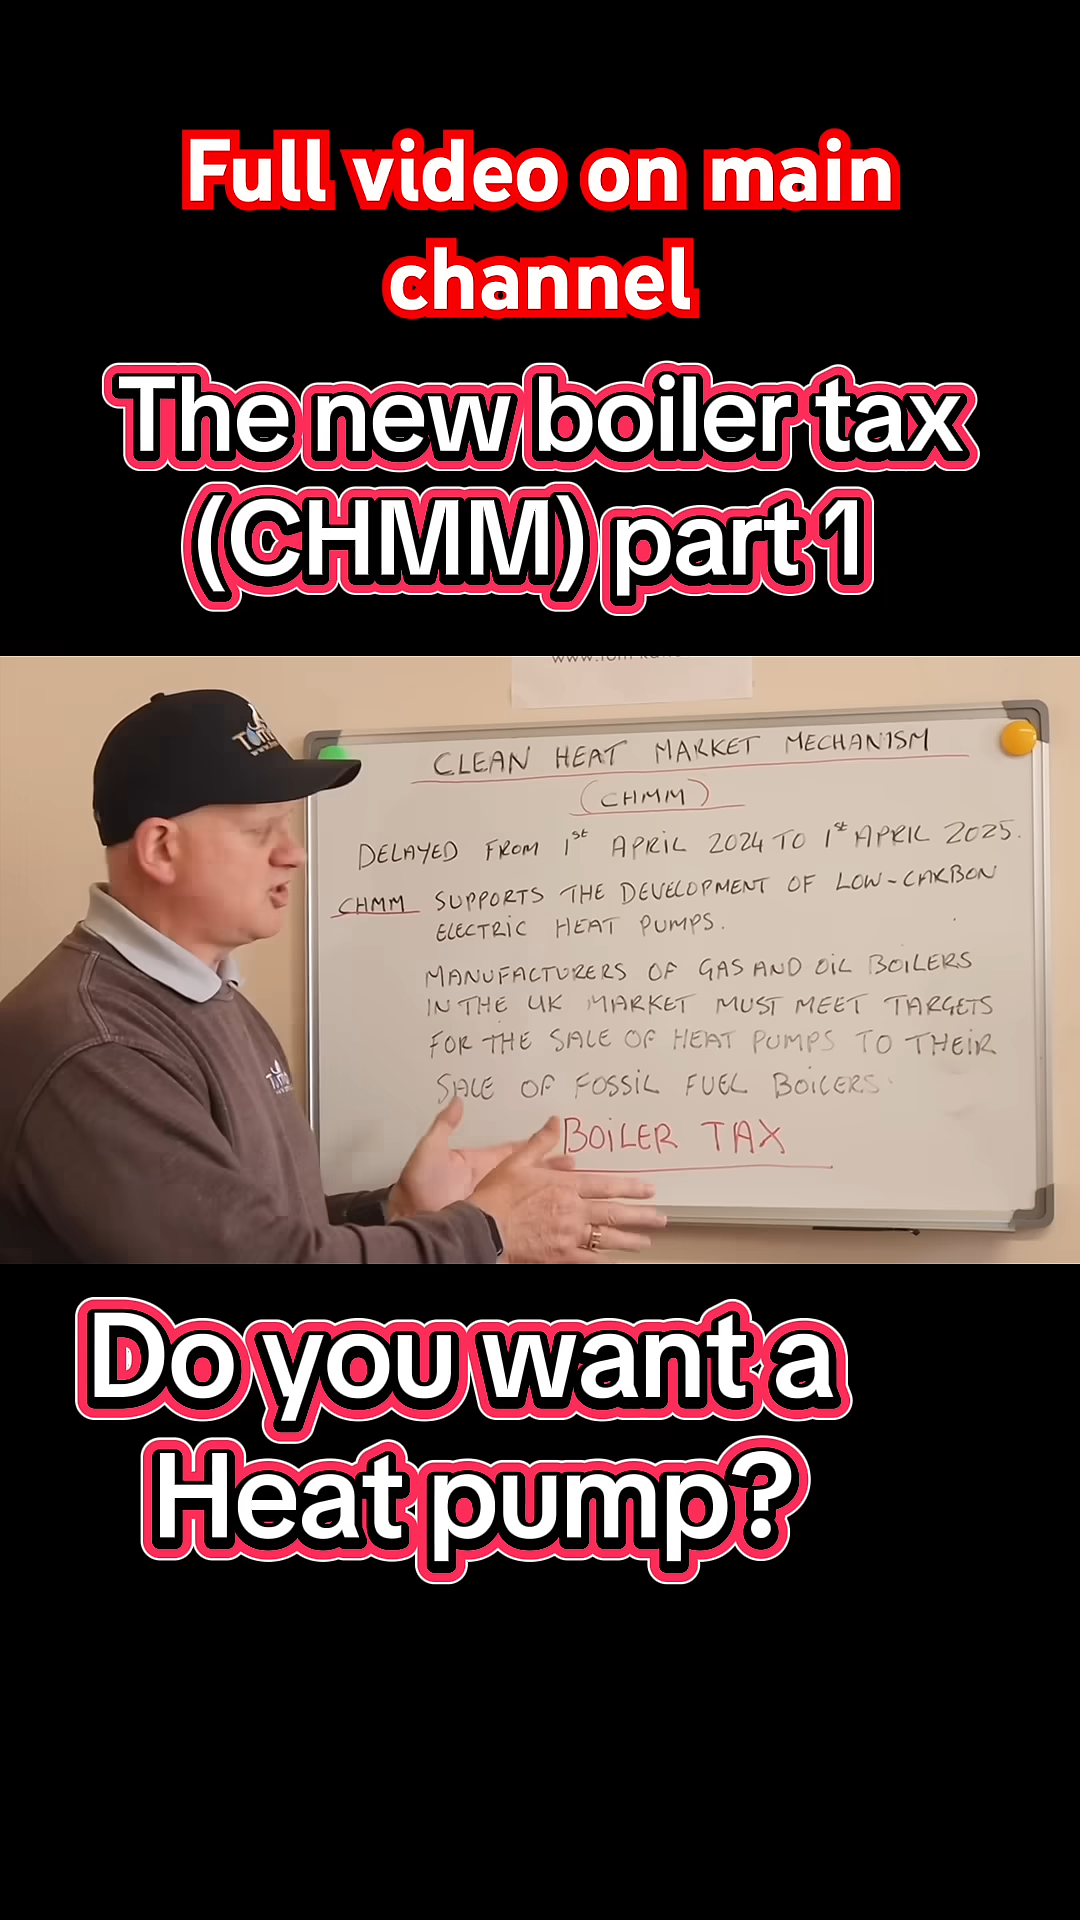 Full video on main
channel
The new boiler tax
(CHMM) part 1
CLEAN HEAT MARKET MECHANISM
(CHMM)
DELAYED FROM 1st APRIL 2024 TO 1st APRIL 2025.
CHMM SUPPORTS THE DEVELOPMENT OF LOW-CARBON
ELECTRIC HEAT PUMPS.
MANUFACTURERS OF GAS AND OIL BOILERS
IN THE UK MARKET MUST MEET TARGETS
FOR THE SALE OF HEAT PUMPS TO THEIR
SALE OF FOSSIL FUEL BOILERS.
BOILER TAX
Do you want a
Heat pump?